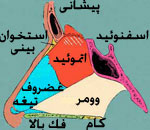 پیشانی
اسفنوئید
استخوان
بینی
اتموئید
غضروف
تیغه
وومر
فک بالا
کام